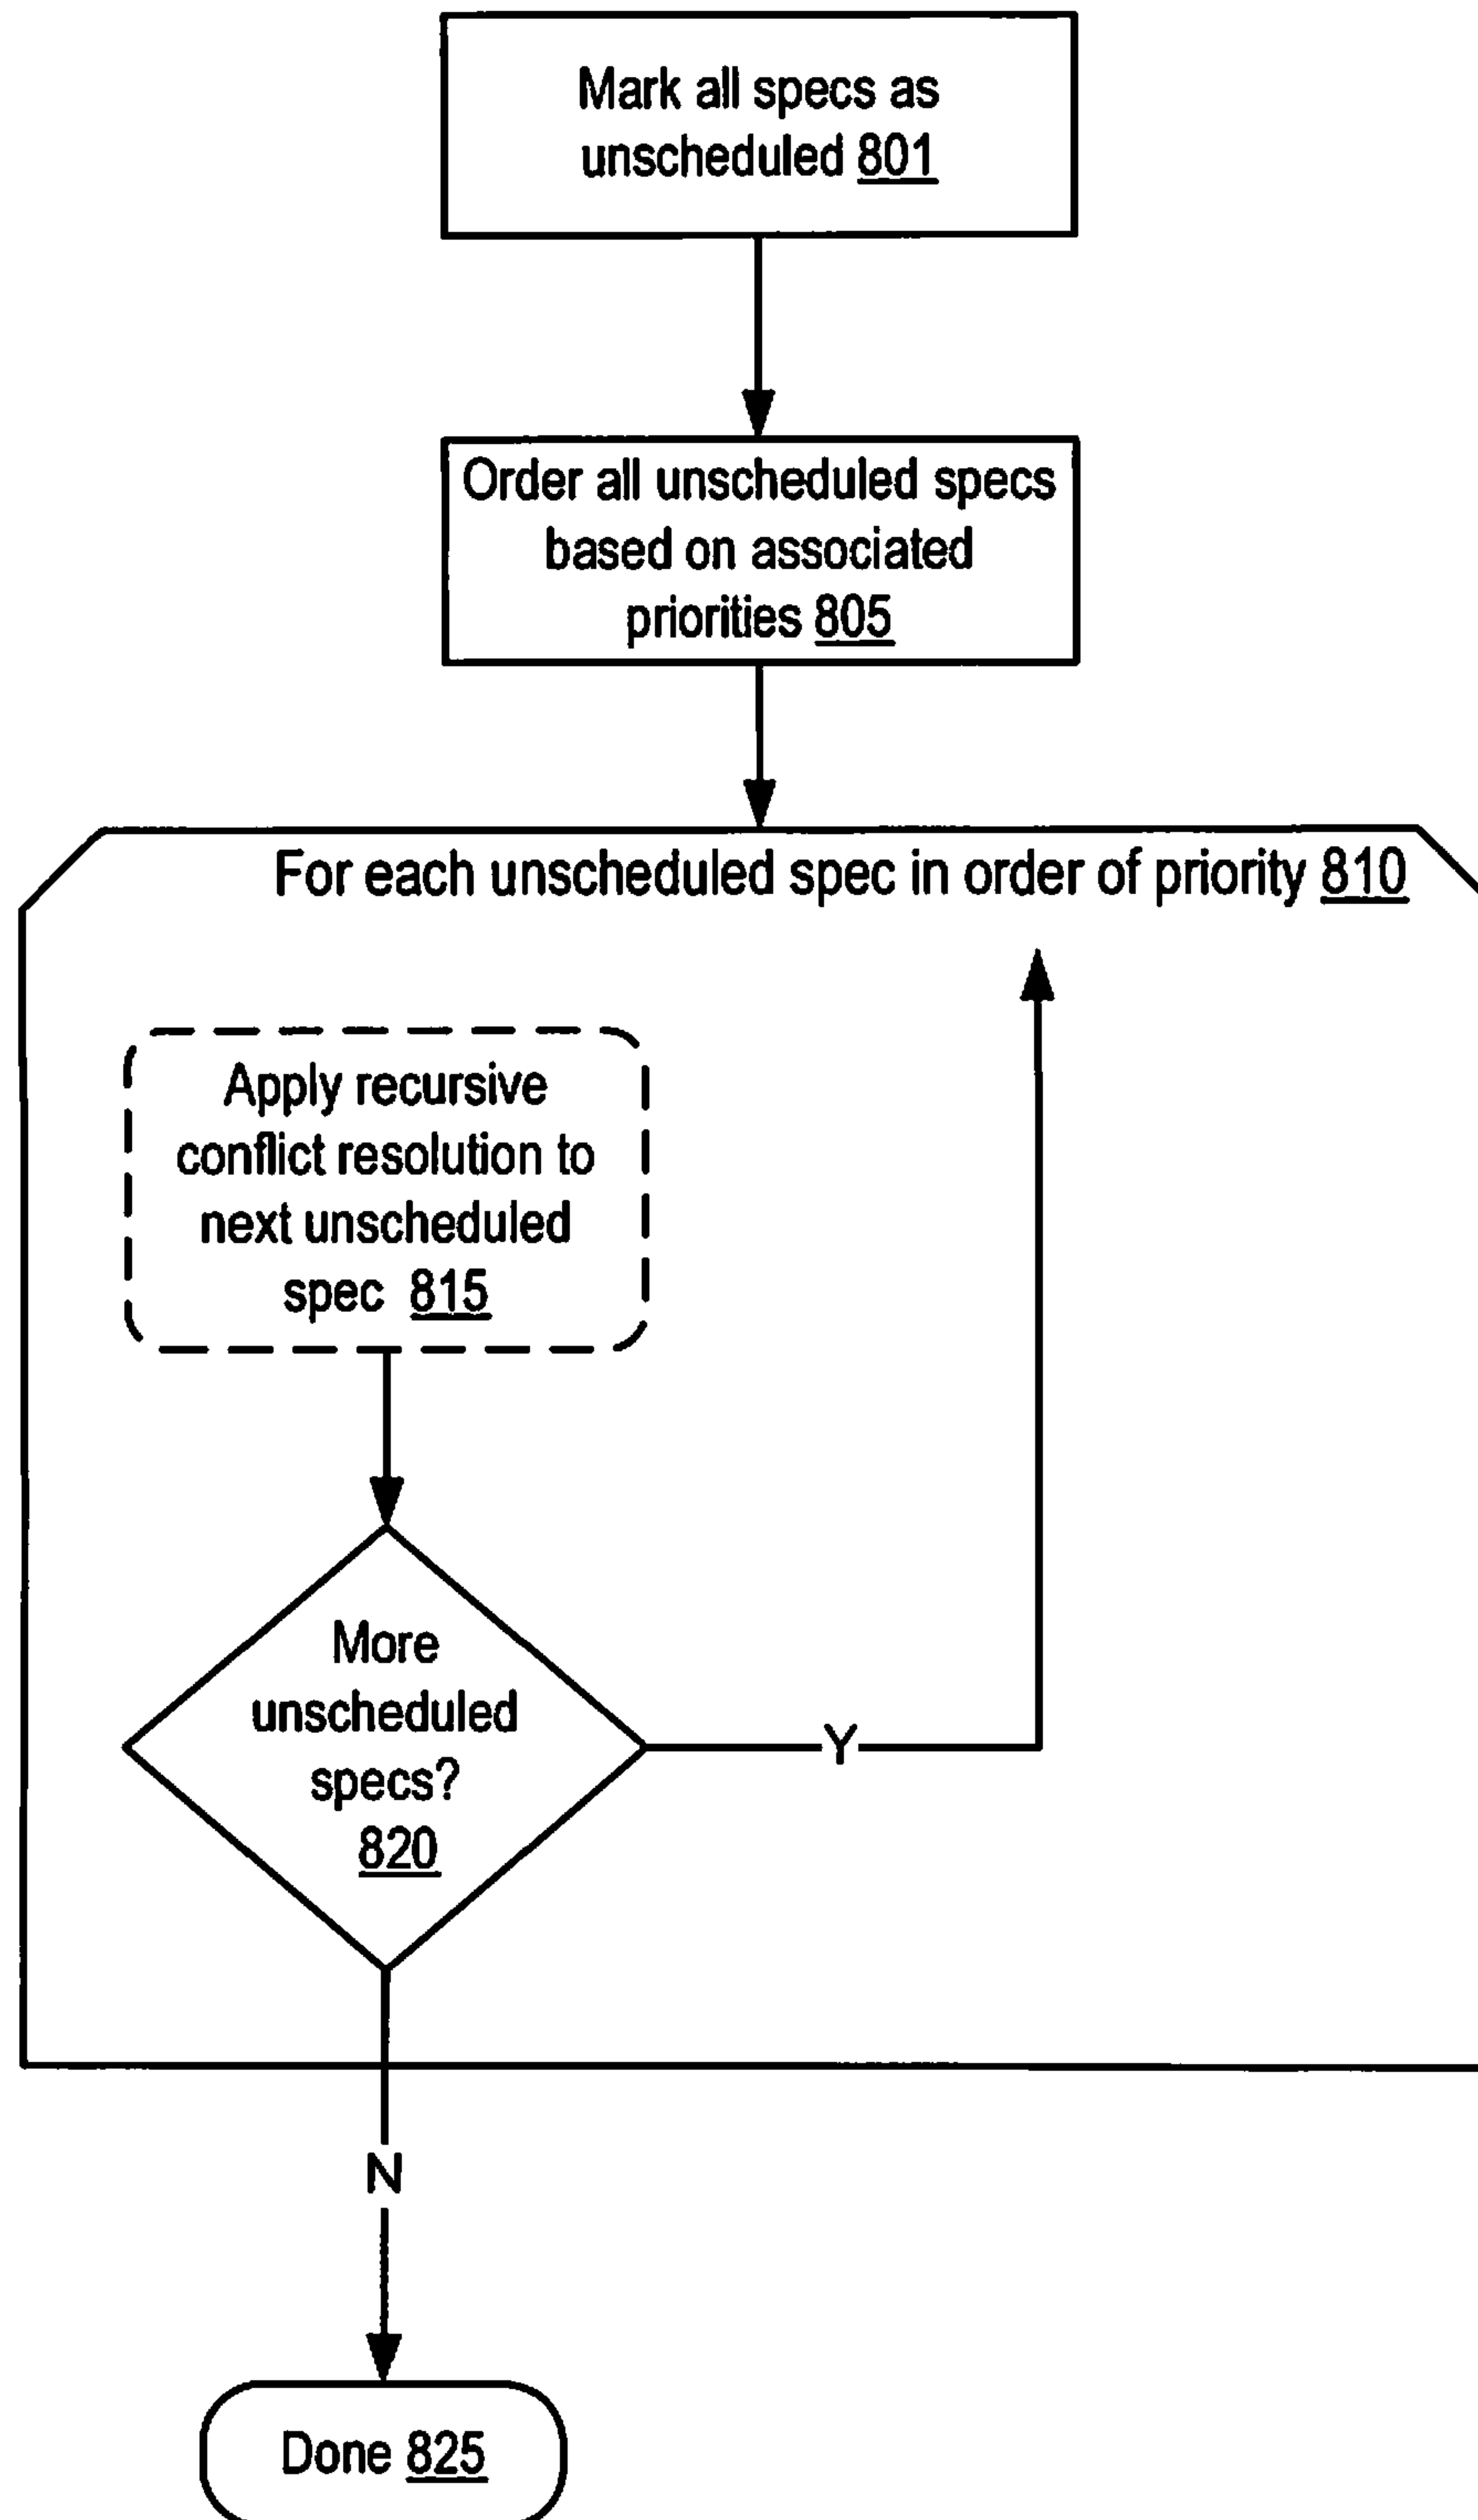 Mark all specs as
unscheduled 801
Order all unscheduled specs
based on associated
priorities 805
For each unscheduled spec in order of priority 810
Apply recursive
conflict resolution to
next unscheduled
spec 815
More
unscheduled
specs?
820
Y
N
Done 825